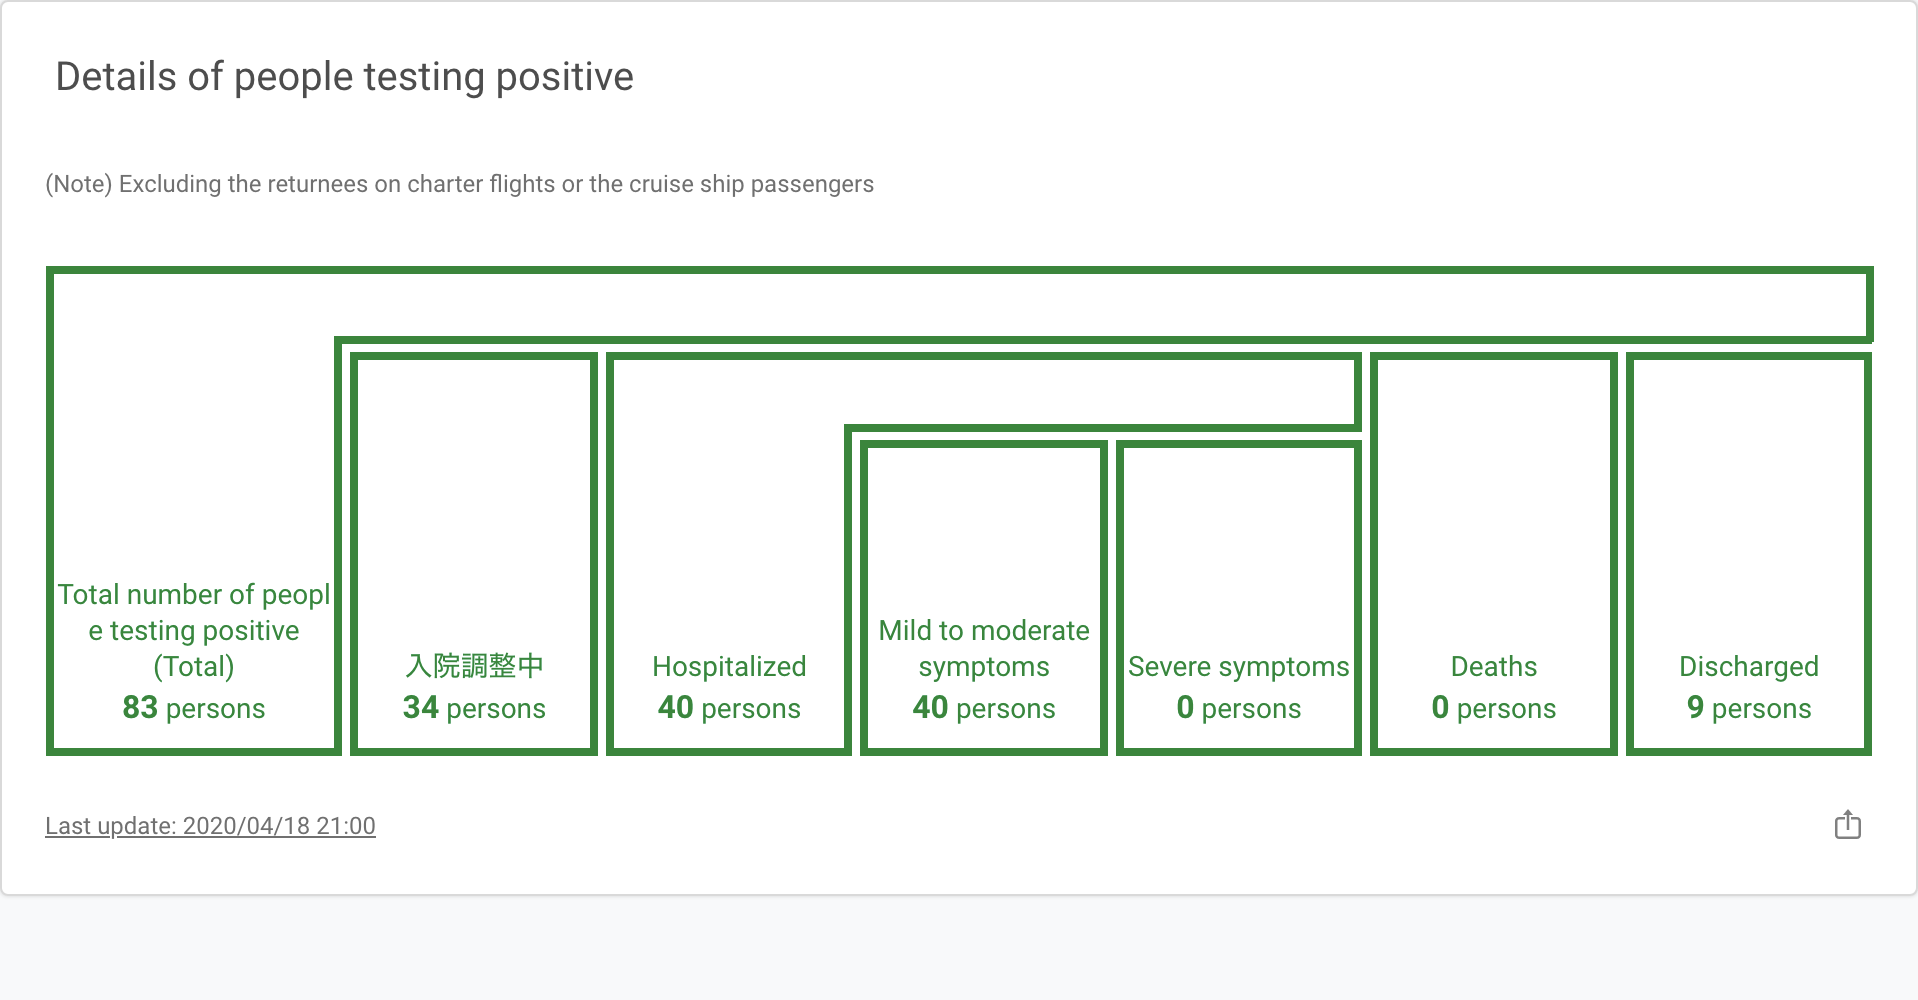 Details of people testing positive
(Note) Excluding the returnees on charter flights or the cruise ship passengers
Total number of peopl
e testing positive
(Total)
83 persons
入院調整中
34 persons
Hospitalized
40 persons
Mild to moderate
symptoms
40 persons
Severe symptoms
0 persons
Deaths
0 persons
Discharged
9 persons
Last update: 2020/04/18 21:00